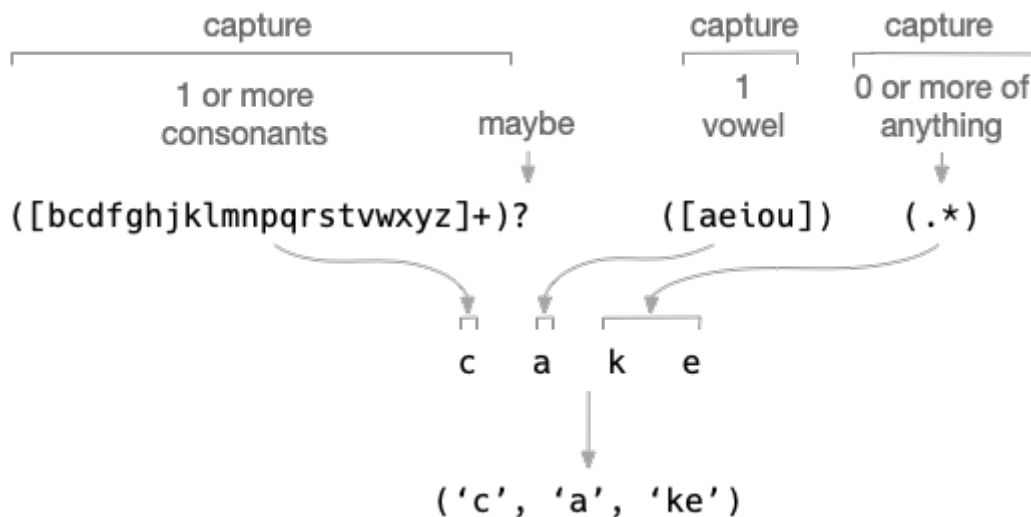 capture capture capture
1 or more
consonants
maybe
1
vowel
0 or more of
anything
([bcdfghjklmnpqrstvwxyz]+)? ([aeiou]) (.*)
c a k e
(‘c’, ‘a’, ‘ke’)